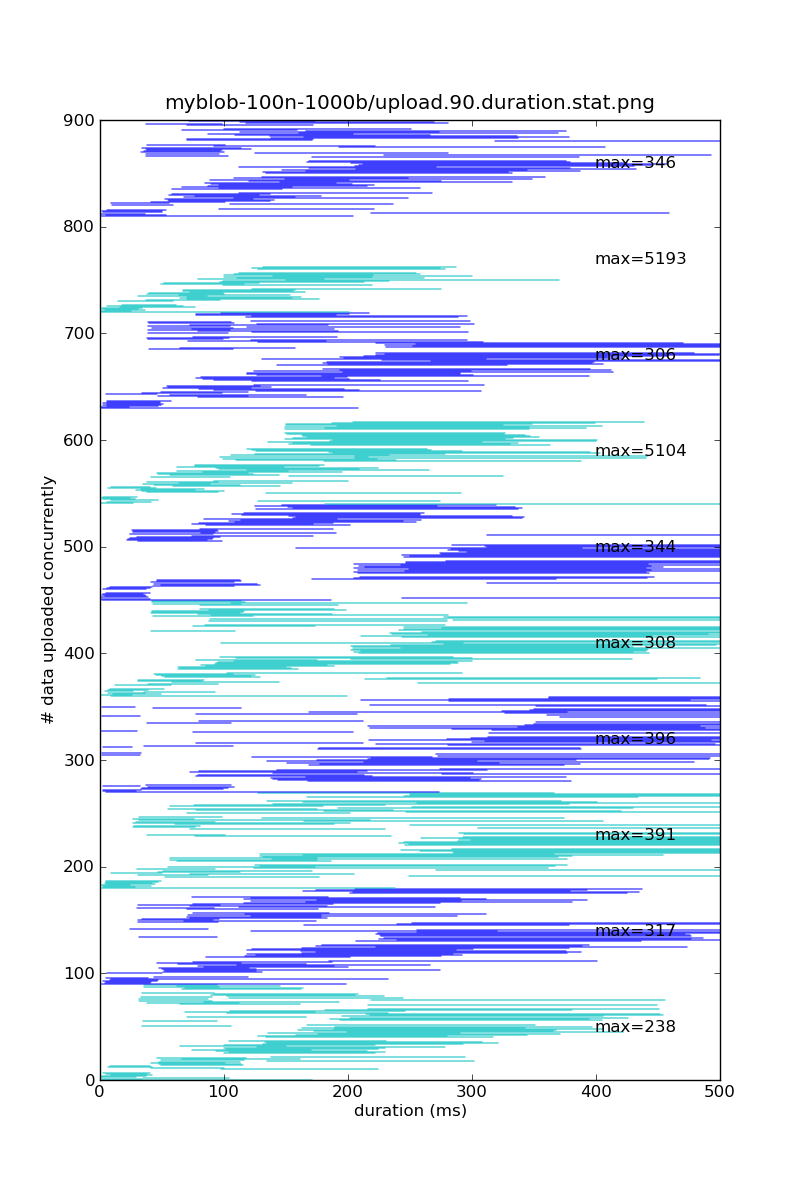 myblob-100n-1000b/upload.90.duration.stat.png
900
max=346
800
max=5193
700
max=306
600
max=5104
# data uploaded concurrently
500
max=344
400
max=308
300
max=396
200
max=391
max=317
100
max=238
0
0 100 200 300 400 500
duration (ms)